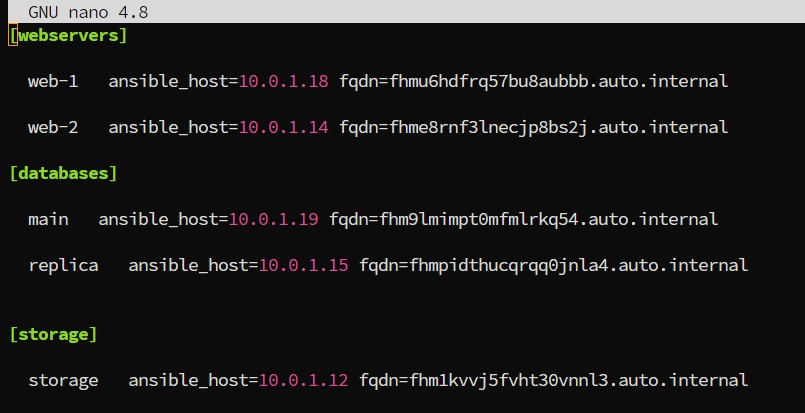 GNU nano 4.8
[webservers]
web-1 ansible_host=10.0.1.18 fqdn=fhmu6hdfrq57bu8aubbb.auto.internal
web-2 ansible_host=10.0.1.14 fqdn=fhme8rnf3lnecjp8bs2j.auto.internal
[databases]
main ansible_host=10.0.1.19 fqdn=fhm9lmimpt0mfmlrkq54.auto.internal
replica ansible_host=10.0.1.15 fqdn=fhmpidthucqrqq0jnla4.auto.internal
[storage]
storage ansible_host=10.0.1.12 fqdn=fhm1kvvj5fvht30vnnl3.auto.internal